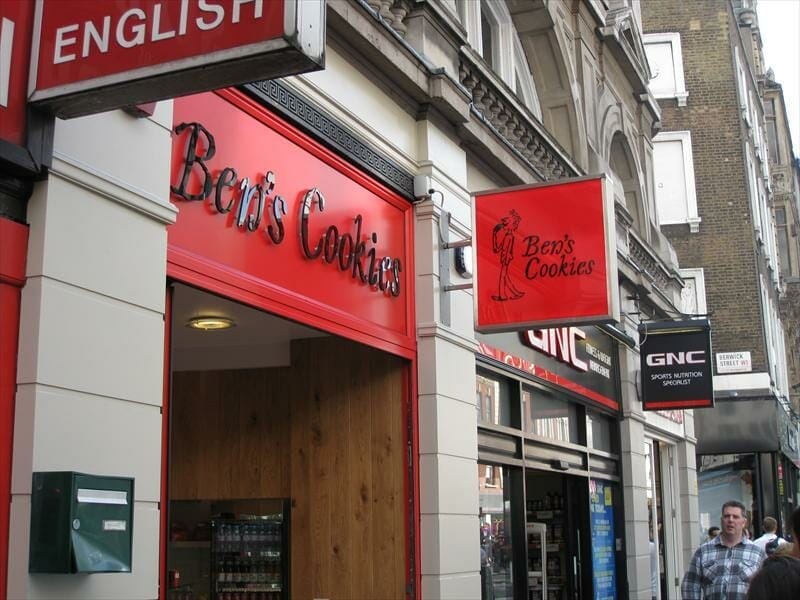 ENGLISH
Ben's Cookies
Ben's
Cookies
GNC
GNC
SPORTS NUTRITION
SPECIALIST
BERWICK
STREET W1